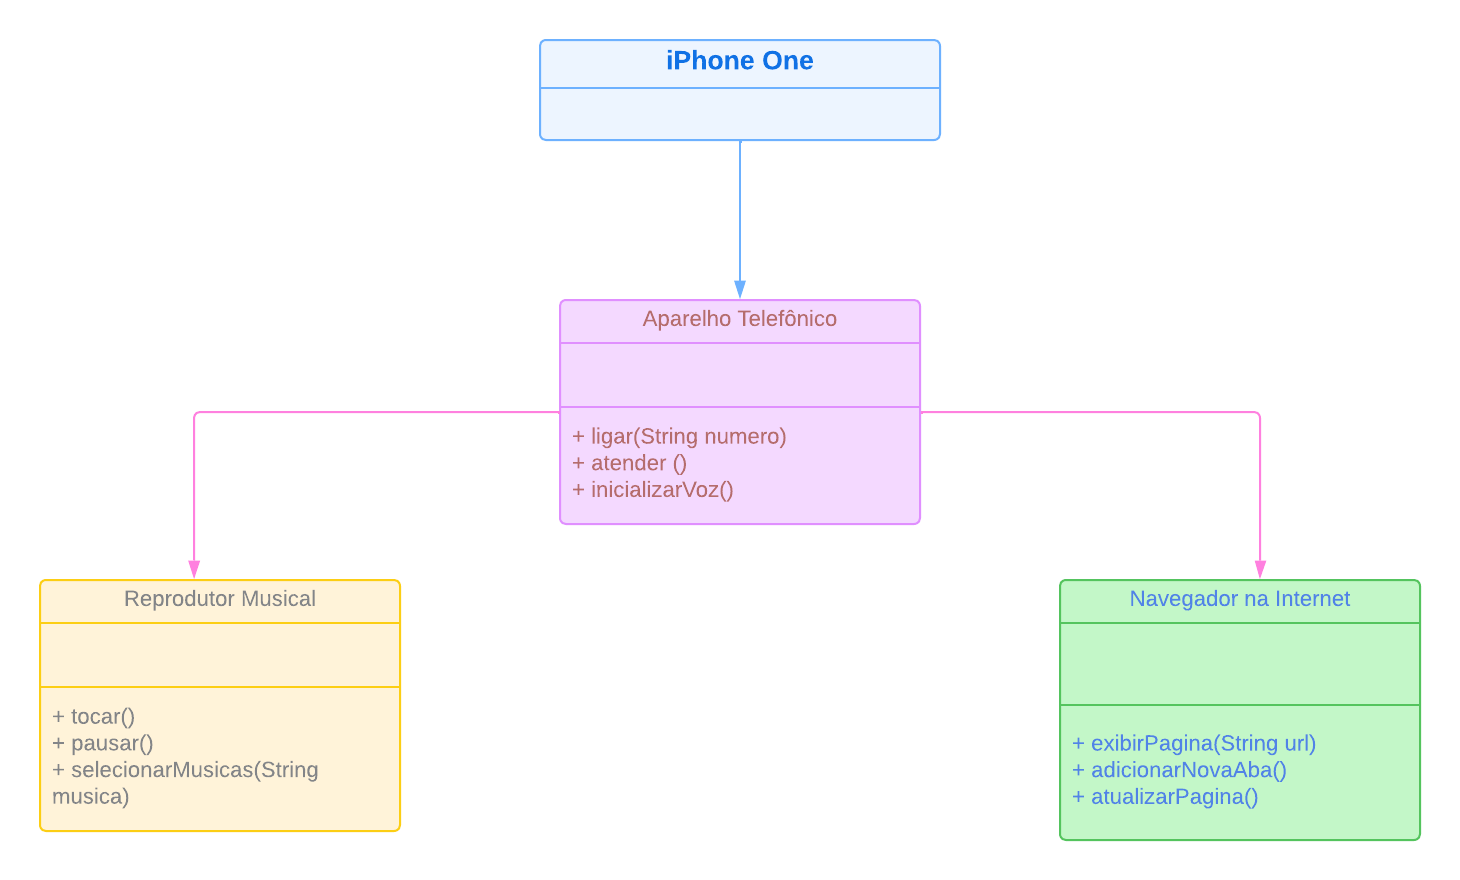 iPhone One
Aparelho Telefônico
+ ligar(String numero)
+ atender ()
+ inicializarVoz()
Reprodutor Musical
+ tocar()
+ pausar()
+ selecionarMusicas(String
musica)
Navegador na Internet
+ exibirPagina(String url)
+ adicionarNovaAba()
+ atualizarPagina()